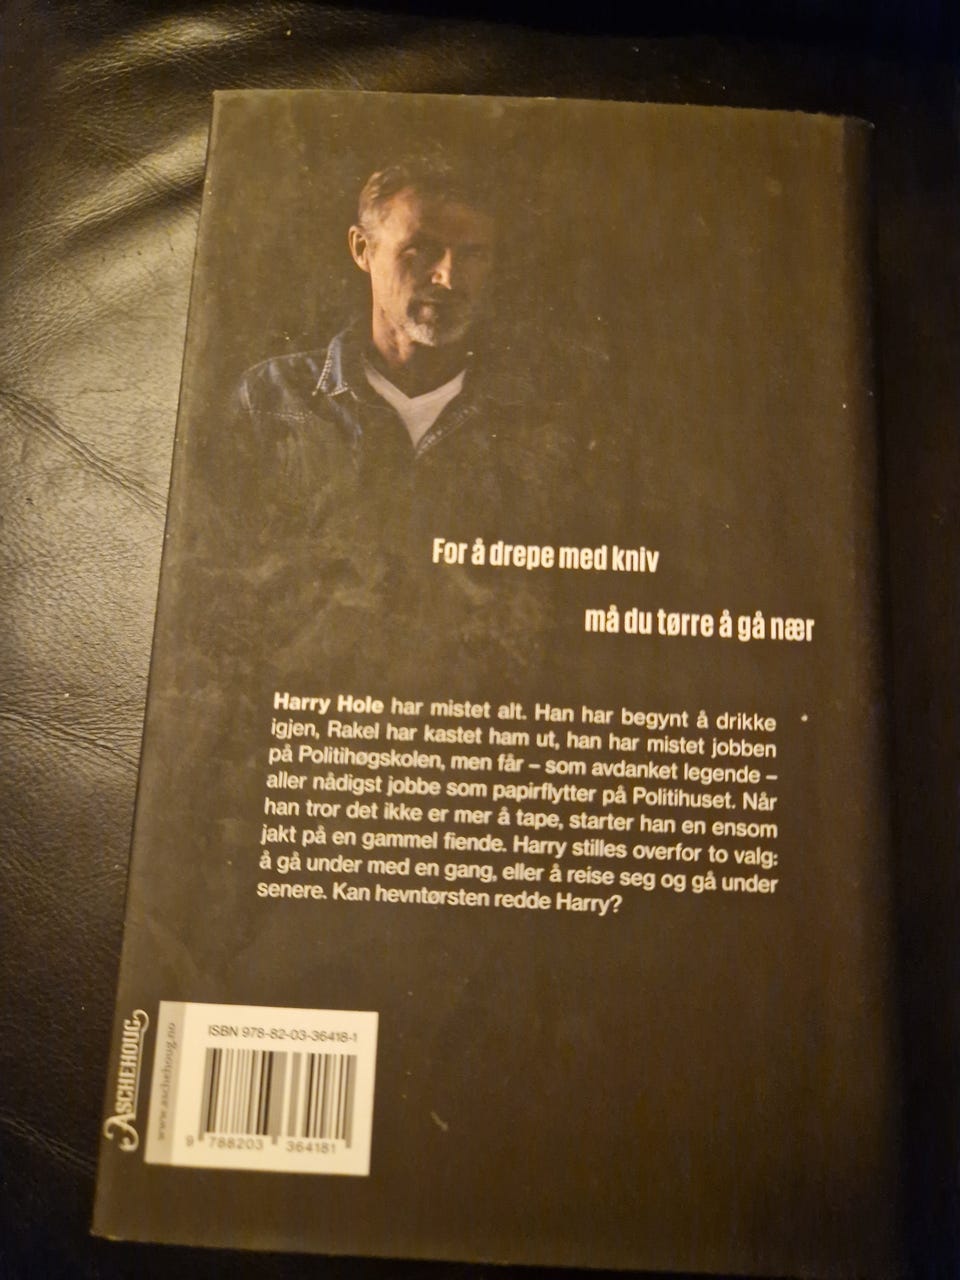 For å drepe med kniv
må du tørre å gå nær
Harry Hole har mistet alt. Han har begynt å drikke
igjen, Rakel har kastet ham ut, han har mistet jobben
på Politihøgskolen, men får – som avdanket legende –
aller nådigst jobbe som papirflytter på Politihuset. Når
han tror det ikke er mer å tape, starter han en ensom
jakt på en gammel fiende. Harry stilles overfor to valg:
å gå under med en gang, eller å reise seg og gå under
senere. Kan hevntørsten redde Harry?
ASCHEHOUG
www.aschehoug.no
ISBN 978-82-03-36418-1
9 788203 364181